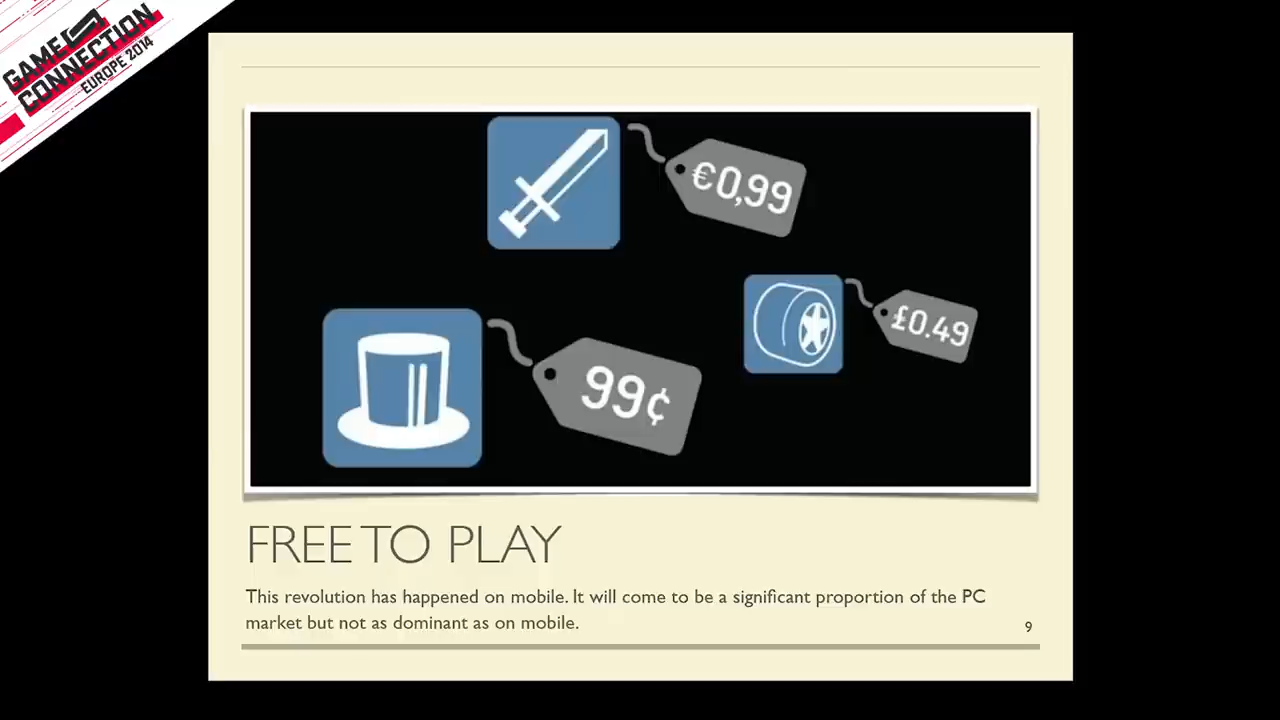 GAME
CONNECTION
EUROPE 2014
€0,99
£0.49
99¢
FREE TO PLAY
This revolution has happened on mobile. It will come to be a significant proportion of the PC
market but not as dominant as on mobile.
9